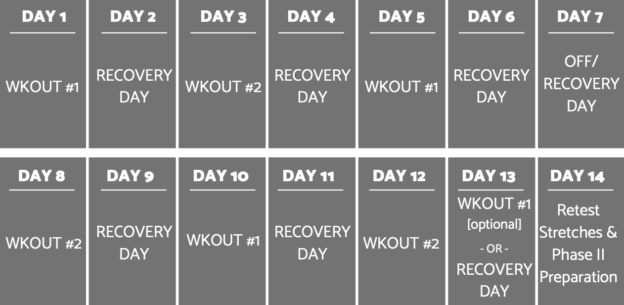 DAY 1
WKOUT #1
DAY 2
RECOVERY
DAY
DAY 3
WKOUT #2
DAY 4
RECOVERY
DAY
DAY 5
WKOUT #1
DAY 6
RECOVERY
DAY
DAY 7
OFF/
RECOVERY
DAY
DAY 8
WKOUT #2
DAY 9
RECOVERY
DAY
DAY 10
WKOUT #1
DAY 11
RECOVERY
DAY
DAY 12
WKOUT #2
DAY 13
WKOUT #1
[optional]
- OR -
RECOVERY
DAY
DAY 14
Retest
Stretches &
Phase II
Preparation